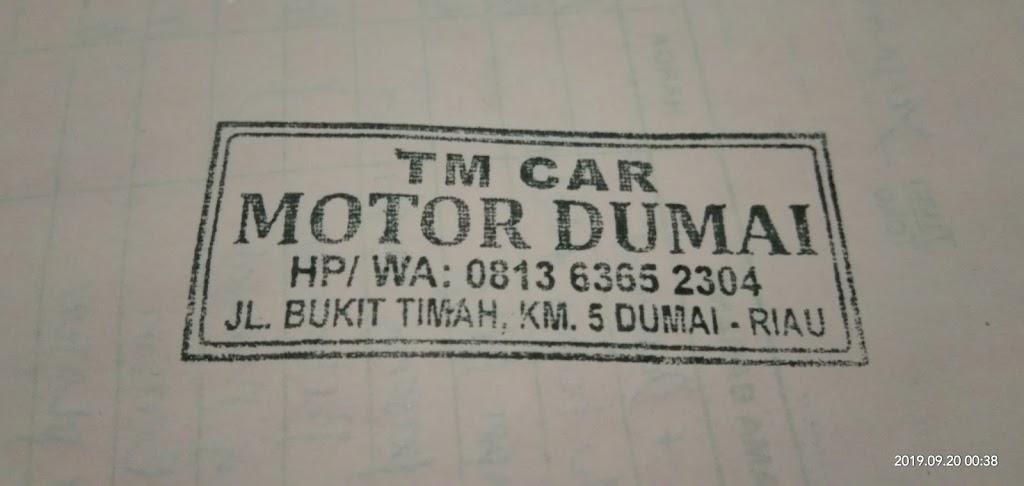 TM CAR
MOTOR DUMAI
HP/ WA: 0813 6365 2304
JL. BUKIT TIMAH, KM. 5 DUMAI - RIAU
HARGA
2019.09.20 00:38